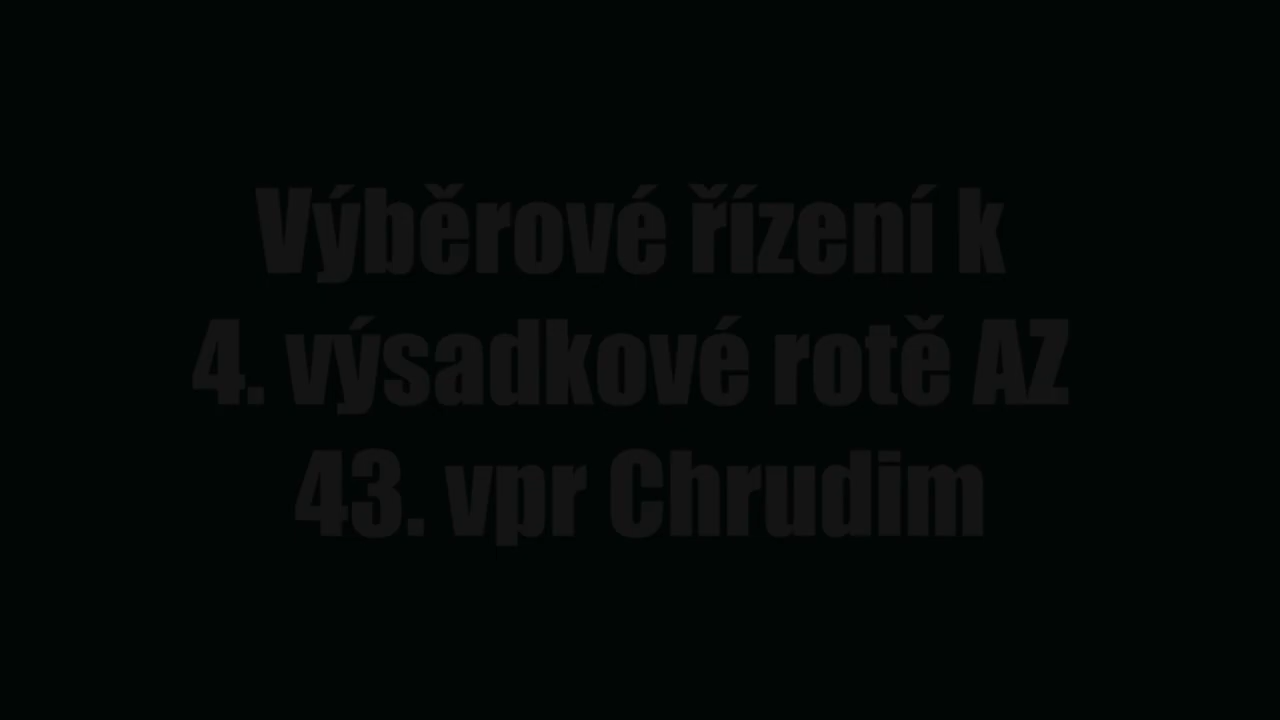 Výběrové řízení k
4. výsadkové rotě AZ
43. vpr Chrudim